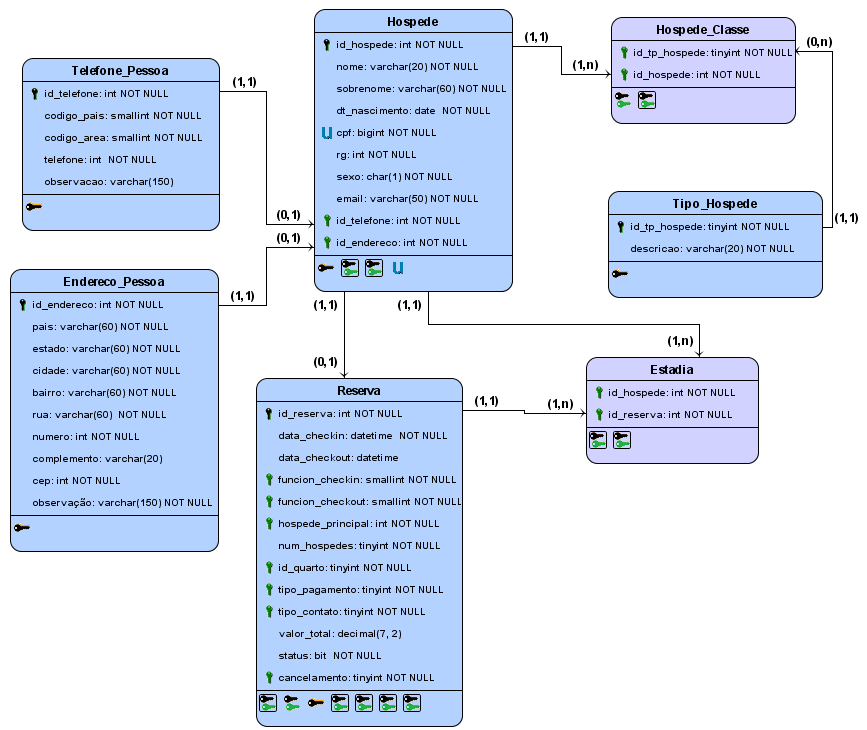 Hospede
id_hospede: int NOT NULL
nome: varchar(20) NOT NULL
sobrenome: varchar(60) NOT NULL
dt_nascimento: date NOT NULL
U cpf: bigint NOT NULL
rg: int NOT NULL
sexo: char(1) NOT NULL
email: varchar(50) NOT NULL
id_telefone: int NOT NULL
id_endereco: int NOT NULL
U
(1,1)
(1,n)
Hospede_Classe
id_tp_hospede: tinyint NOT NULL
id_hospede: int NOT NULL
(0,n)
Telefone_Pessoa
id_telefone: int NOT NULL
codigo_pais: smallint NOT NULL
codigo_area: smallint NOT NULL
telefone: int NOT NULL
observacao: varchar(150)
(1,1)
(0,1)
(0,1)
Tipo_Hospede
id_tp_hospede: tinyint NOT NULL
descricao: varchar(20) NOT NULL
(1,1)
Endereco_Pessoa
id_endereco: int NOT NULL
pais: varchar(60) NOT NULL
estado: varchar(60) NOT NULL
cidade: varchar(60) NOT NULL
bairro: varchar(60) NOT NULL
rua: varchar(60) NOT NULL
numero: int NOT NULL
complemento: varchar(20)
cep: int NOT NULL
observação: varchar(150) NOT NULL
(1,1)
(1,1)
(1,1)
(0,1)
(1,n)
Reserva
id_reserva: int NOT NULL
data_checkin: datetime NOT NULL
data_checkout: datetime
funcion_checkin: smallint NOT NULL
funcion_checkout: smallint NOT NULL
hospede_principal: int NOT NULL
num_hospedes: tinyint NOT NULL
id_quarto: tinyint NOT NULL
tipo_pagamento: tinyint NOT NULL
tipo_contato: tinyint NOT NULL
valor_total: decimal(7, 2)
status: bit NOT NULL
cancelamento: tinyint NOT NULL
(1,1)
(1,n)
Estadia
id_hospede: int NOT NULL
id_reserva: int NOT NULL